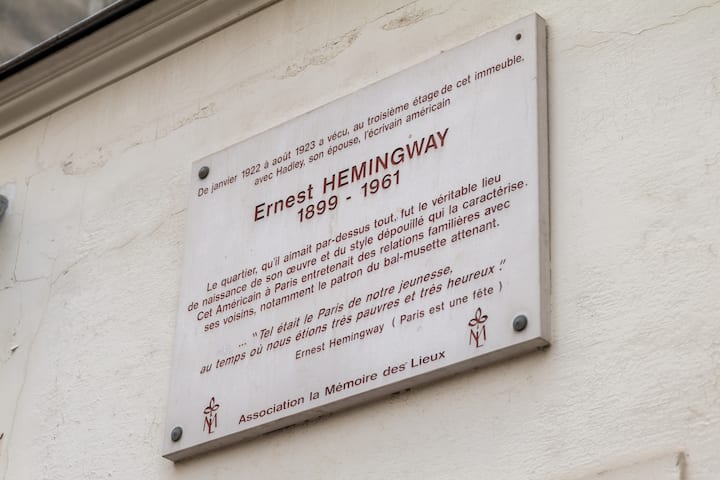 De janvier 1922 à août 1923 a vécu, au troisième étage de cet immeuble,
avec Hadley, son épouse, l'écrivain américain
Ernest HEMINGWAY
1899 - 1961
Le quartier, qu'il aimait par-dessus tout, fut le véritable lieu
de naissance de son œuvre et du style dépouillé qui la caractérise.
Cet Américain à Paris entretenait des relations familières avec
ses voisins, notamment le patron du bal-musette attenant.
... "Tel était le Paris de notre jeunesse,
au temps où nous étions très pauvres et très heureux."
Ernest Hemingway ( Paris est une fête )
Association la Mémoire des Lieux